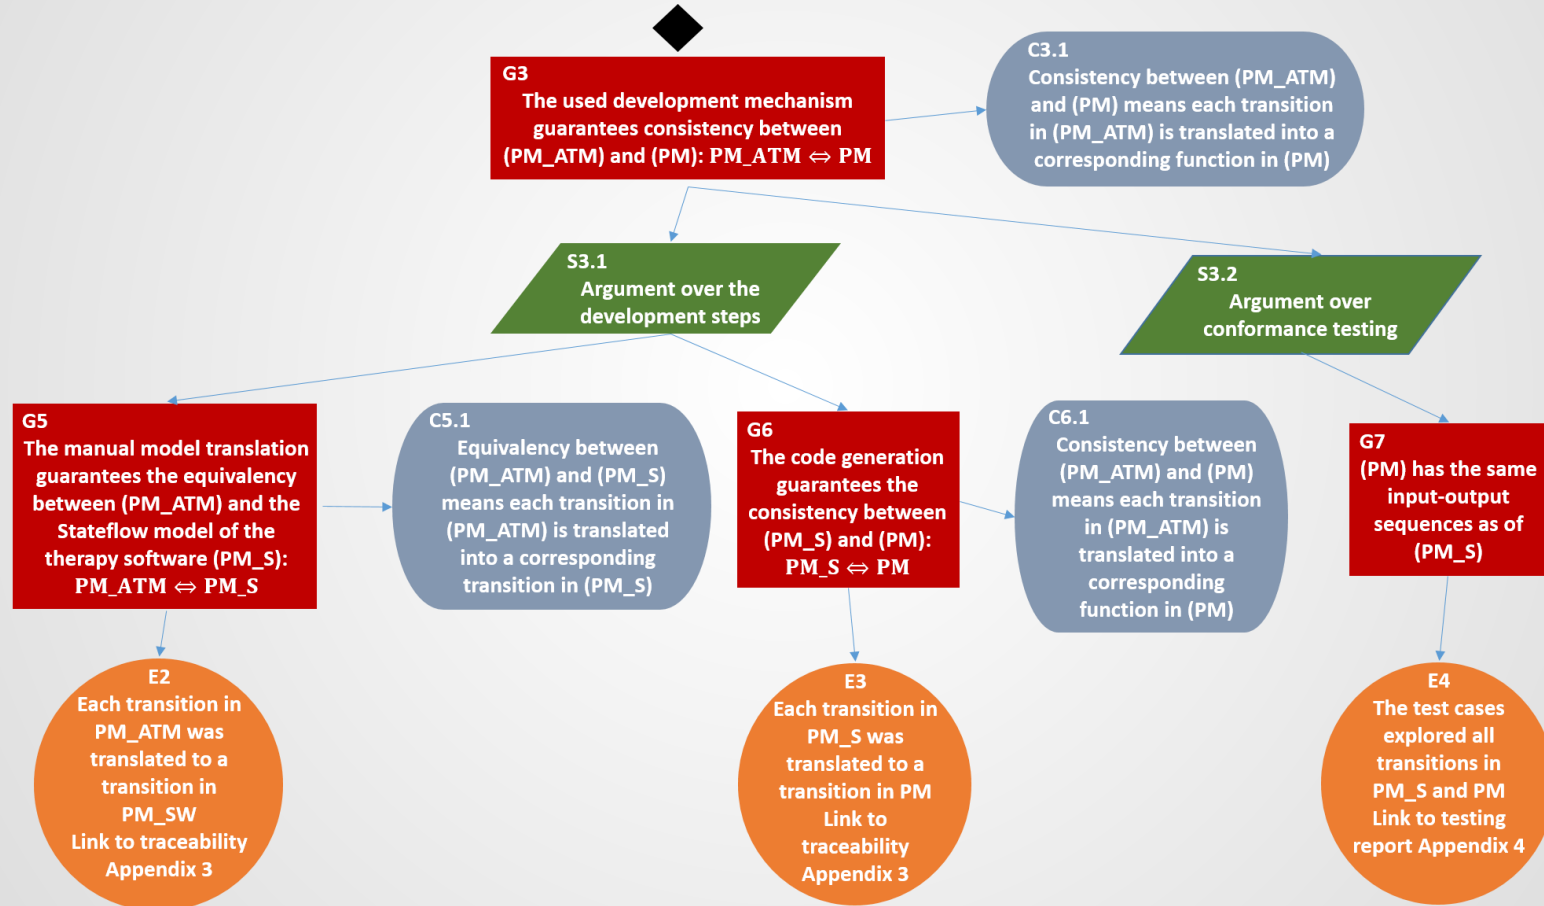 G3
The used development mechanism
guarantees consistency between
(PM_ATM) and (PM): PM_ATM ⇔ PM
C3.1
Consistency between (PM_ATM)
and (PM) means each transition
in (PM_ATM) is translated into a
corresponding function in (PM)
S3.1
Argument over the
development steps
S3.2
Argument over
conformance testing
G5
The manual model translation
guarantees the equivalency
between (PM_ATM) and the
Stateflow model of the
therapy software (PM_S):
PM_ATM ⇔ PM_S
C5.1
Equivalency between
(PM_ATM) and (PM_S)
means each transition in
(PM_ATM) is translated
into a corresponding
transition in (PM_S)
G6
The code generation
guarantees the
consistency between
(PM_S) and (PM):
PM_S ⇔ PM
C6.1
Consistency between
(PM_ATM) and (PM)
means each transition
in (PM_ATM) is
translated into a
corresponding
function in (PM)
G7
(PM) has the same
input-output
sequences as of
(PM_S)
E2
Each transition in
PM_ATM was
translated to a
transition in
PM_SW
Link to traceability
Appendix 3
E3
Each transition in
PM_S was
translated to a
transition in PM
Link to
traceability
Appendix 3
E4
The test cases
explored all
transitions in
PM_S and PM
Link to testing
report Appendix 4